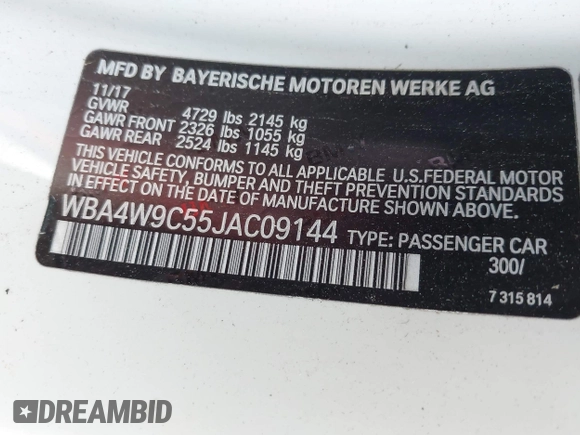 MFD BY BAYERISCHE MOTOREN WERKE AG
11/17
GVWR 4729 lbs 2145 kg
GAWR FRONT 2326 lbs 1055 kg
GAWR REAR 2524 lbs 1145 kg
THIS VEHICLE CONFORMS TO ALL APPLICABLE U.S.FEDERAL MOTOR
VEHICLE SAFETY, BUMPER AND THEFT PREVENTION STANDARDS
IN EFFECT ON THE DATE OF MANUFACTURE SHOWN ABOVE.
WBA4W9C55JAC09144 TYPE: PASSENGER CAR
300/
7 315 814
DREAMBID